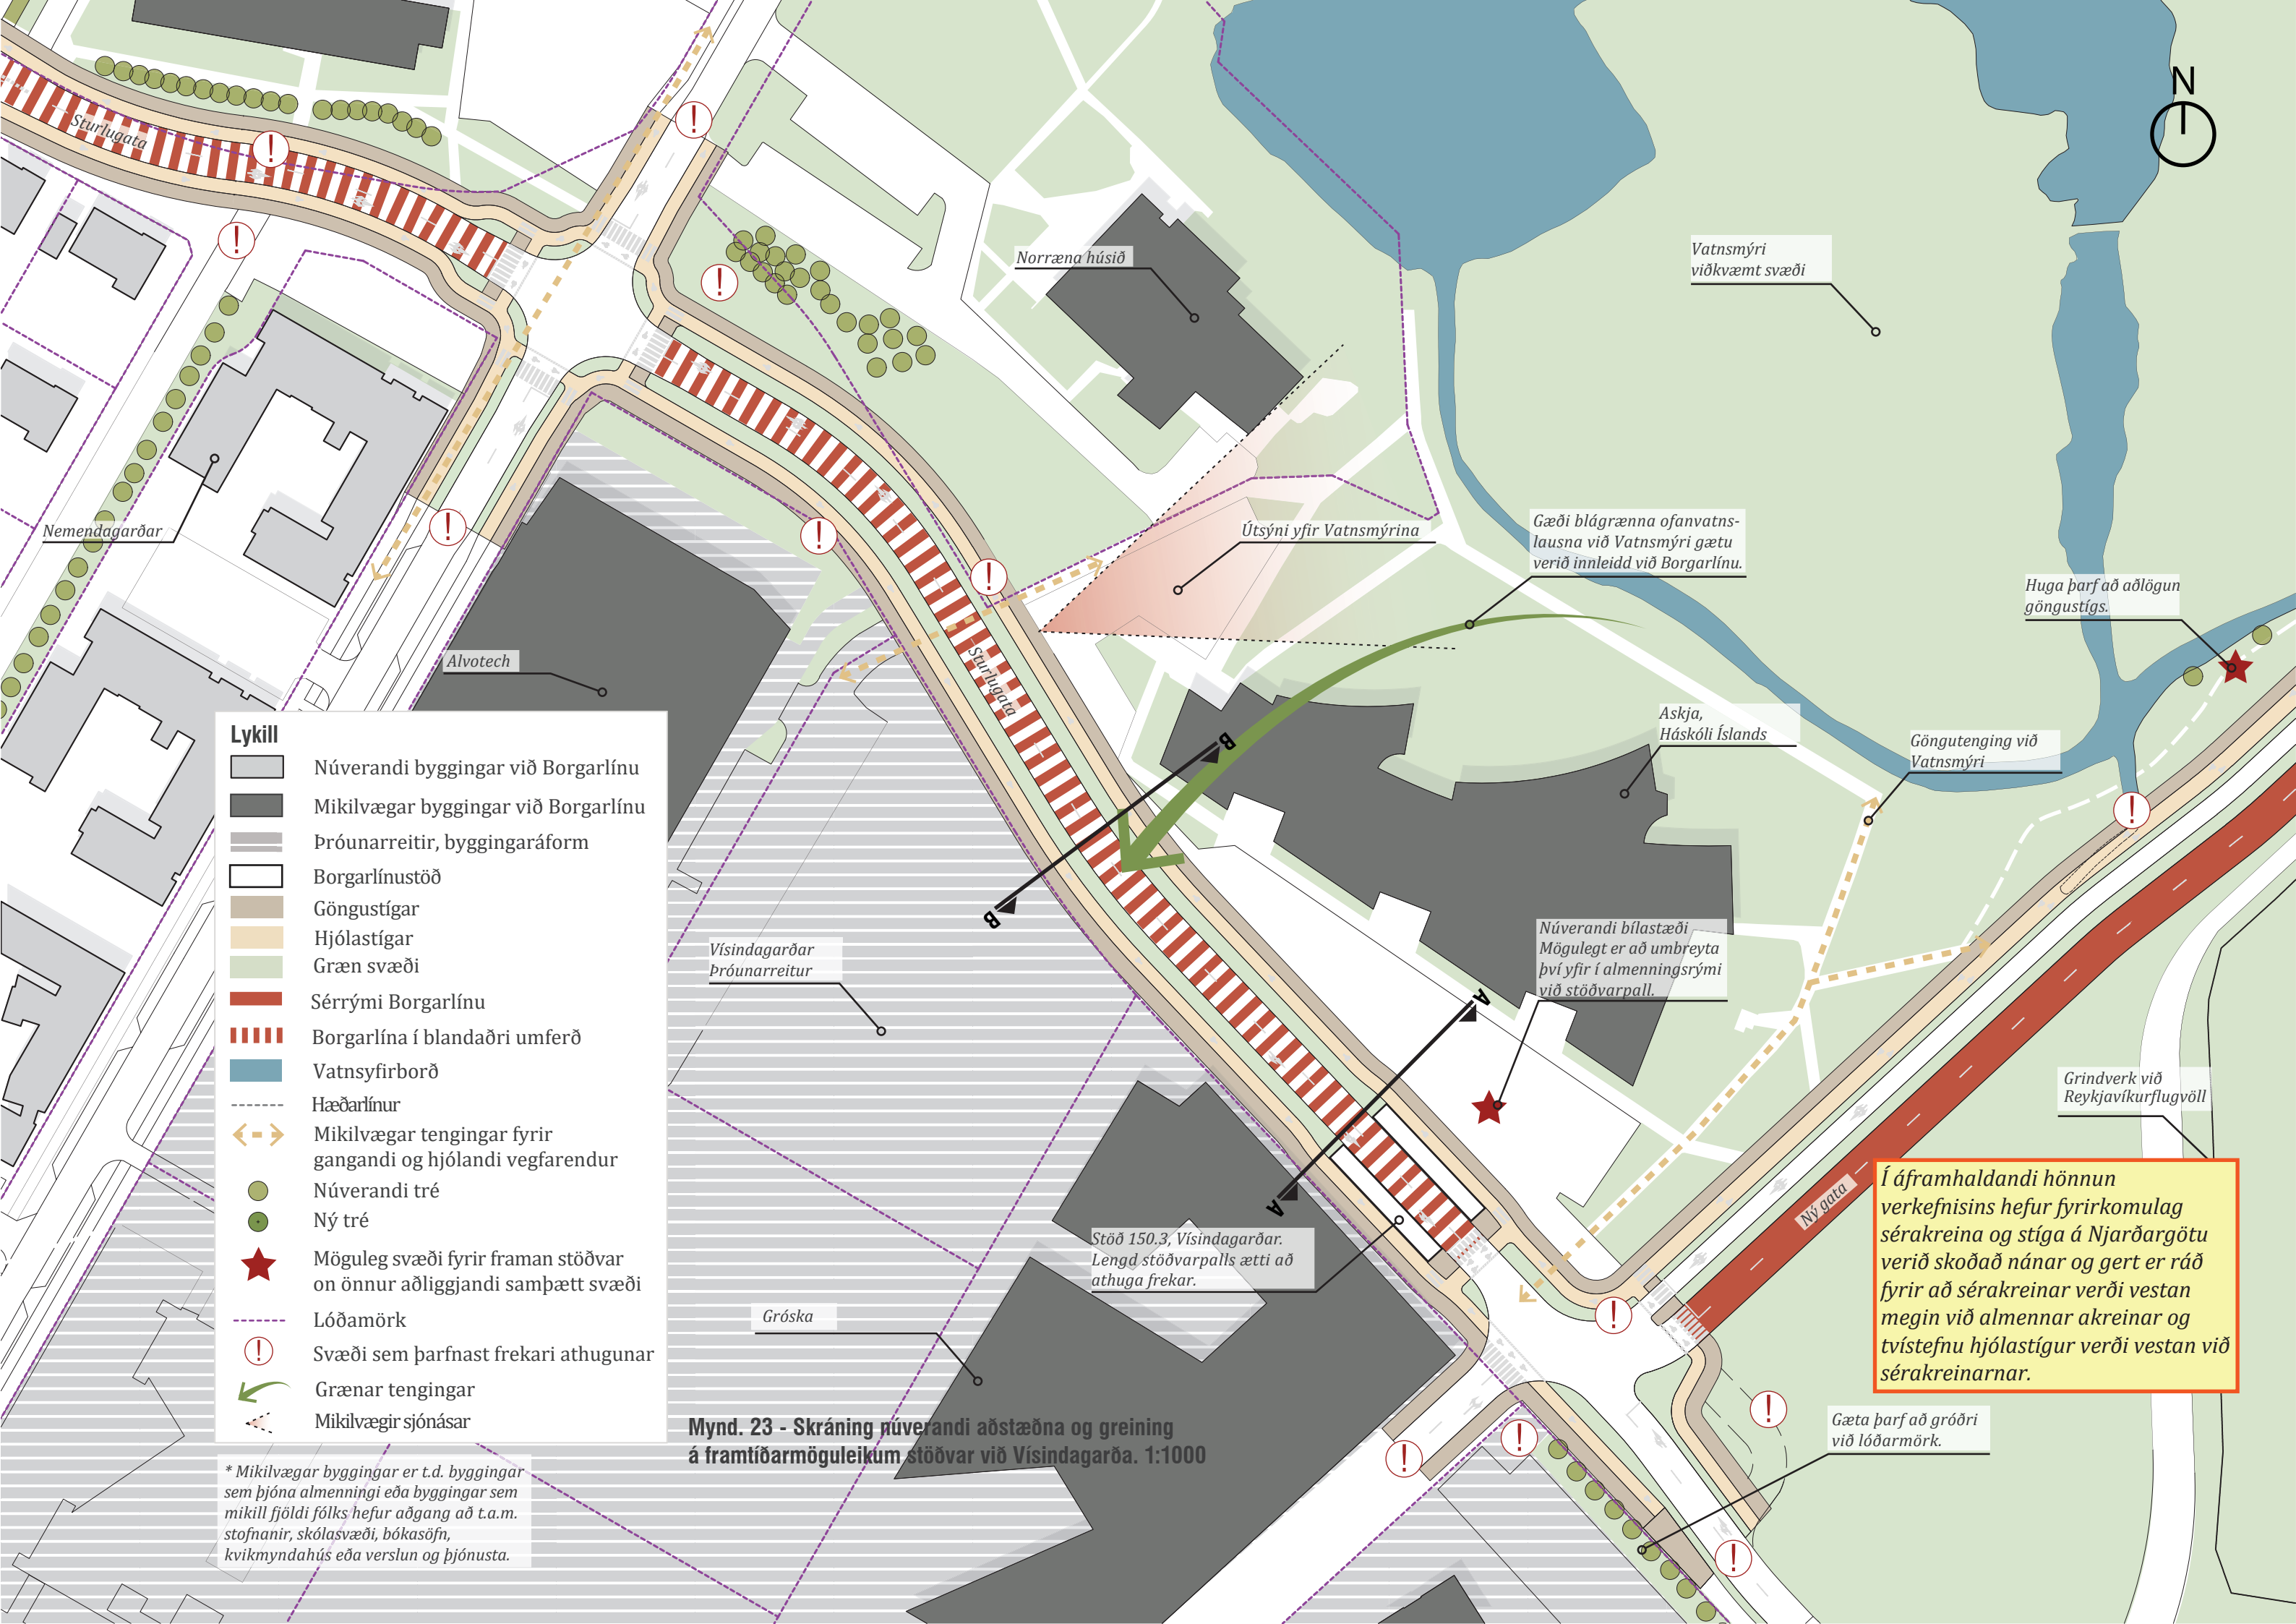 N
Sturlugata
Norræna húsið
Vatnsmýri
viðkvæmt svæði
Nemendagarðar
Útsýni yfir Vatnsmýrina
Gæði blágrænna ofanvatns-
lausna við Vatnsmýri gætu
verið innleidd við Borgarlínu.
Huga þarf að aðlögun
göngustígs.
Alvotech
Sturlugata
Askja,
Háskóli Íslands
Göngutenging við
Vatnsmýri
B
B
Vísindagarðar
Þróunarreitur
Núverandi bílastæði
Mögulegt er að umbreyta
því yfir í almenningsrými
við stöðvarpall.
A
A
Grindverk við
Reykjavíkurflugvöll
Ný gata
Stöð 150.3, Vísindagarðar.
Lengd stöðvarpalls ætti að
athuga frekar.
Gróska
Í áframhaldandi hönnun
verkefnisins hefur fyrirkomulag
sérakreina og stíga á Njarðargötu
verið skoðað nánar og gert er ráð
fyrir að sérakreinar verði vestan
megin við almennar akreinar og
tvístefnu hjólastígur verði vestan við
sérakreinarnar.
Gæta þarf að gróðri
við lóðarmörk.
Lykill
Núverandi byggingar við Borgarlínu
Mikilvægar byggingar við Borgarlínu
Þróunarreitir, byggingaráform
Borgarlínustöð
Göngustígar
Hjólastígar
Græn svæði
Sérrými Borgarlínu
Borgarlína í blandaðri umferð
Vatnsyfirborð
Hæðarlínur
Mikilvægar tengingar fyrir
gangandi og hjólandi vegfarendur
Núverandi tré
Ný tré
Möguleg svæði fyrir framan stöðvar
on önnur aðliggjandi samþætt svæði
Lóðamörk
Svæði sem þarfnast frekari athugunar
Grænar tengingar
Mikilvægir sjónásar
* Mikilvægar byggingar er t.d. byggingar
sem þjóna almenningi eða byggingar sem
mikill fjöldi fólks hefur aðgang að t.a.m.
stofnanir, skólasvæði, bókasöfn,
kvikmyndahús eða verslun og þjónusta.
Mynd. 23 - Skráning núverandi aðstæðna og greining
á framtíðarmöguleikum stöðvar við Vísindagarða. 1:1000